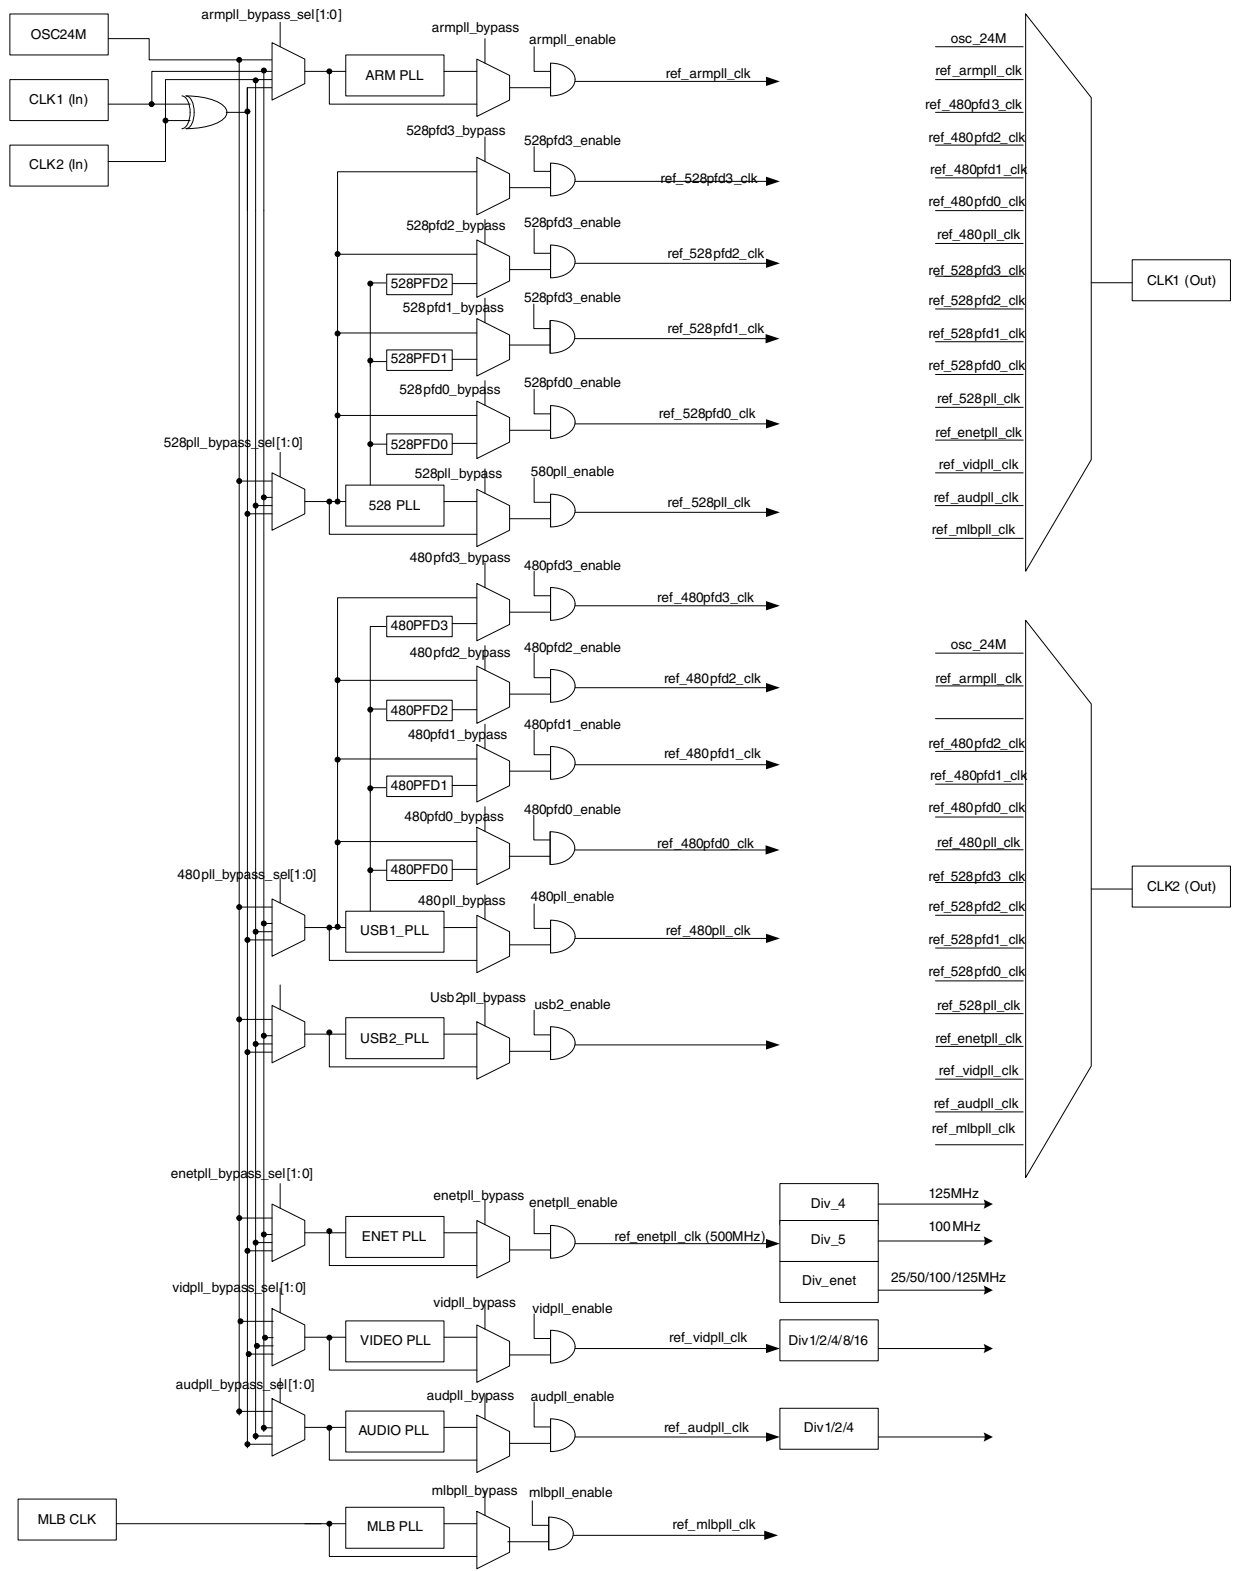 armpll_bypass_sel[1:0]
OSC24M
CLK1 (In)
CLK2 (In)
armpll_bypass
armpll_enable
ARM PLL
ref_armpll_clk
528pfd3_bypass
528pfd3_enable
ref_528pfd3_clk
528pfd2_bypass
528pfd3_enable
528PFD2
ref_528pfd2_clk
528pfd1_bypass
528pfd3_enable
528PFD1
ref_528pfd1_clk
528pfd0_bypass
528pfd0_enable
528PFD0
ref_528pfd0_clk
528pll_bypass_sel[1:0]
528pll_bypass
580pll_enable
528 PLL
ref_528pll_clk
480pfd3_bypass
480pfd3_enable
480PFD3
ref_480pfd3_clk
480pfd2_bypass
480pfd2_enable
480PFD2
ref_480pfd2_clk
480pfd1_bypass
480pfd1_enable
480PFD1
ref_480pfd1_clk
480pfd0_bypass
480pfd0_enable
480PFD0
ref_480pfd0_clk
480pll_bypass_sel[1:0]
480pll_bypass
480pll_enable
USB1_PLL
ref_480pll_clk
Usb2pll_bypass
usb2_enable
USB2_PLL
enetpll_bypass_sel[1:0]
enetpll_bypass
enetpll_enable
ENET PLL
ref_enetpll_clk (500MHz)
Div_4
125MHz
Div_5
100MHz
Div_enet
25/50/100/125MHz
vidpll_bypass_sel[1:0]
vidpll_bypass
vidpll_enable
VIDEO PLL
ref_vidpll_clk
Div1/2/4/8/16
audpll_bypass_sel[1:0]
audpll_bypass
audpll_enable
AUDIO PLL
ref_audpll_clk
Div1/2/4
MLB CLK
mlbpll_bypass
mlbpll_enable
MLB PLL
ref_mlbpll_clk
osc_24M
ref_armpll_clk
ref_480pfd3_clk
ref_480pfd2_clk
ref_480pfd1_clk
ref_480pfd0_clk
ref_480pll_clk
ref_528pfd3_clk
ref_528pfd2_clk
ref_528pfd1_clk
ref_528pfd0_clk
ref_528pll_clk
ref_enetpll_clk
ref_vidpll_clk
ref_audpll_clk
ref_mlbpll_clk
CLK1 (Out)
osc_24M
ref_armpll_clk
ref_480pfd2_clk
ref_480pfd1_clk
ref_480pfd0_clk
ref_480pll_clk
ref_528pfd3_clk
ref_528pfd2_clk
ref_528pfd1_clk
ref_528pfd0_clk
ref_528pll_clk
ref_enetpll_clk
ref_vidpll_clk
ref_audpll_clk
ref_mlbpll_clk
CLK2 (Out)